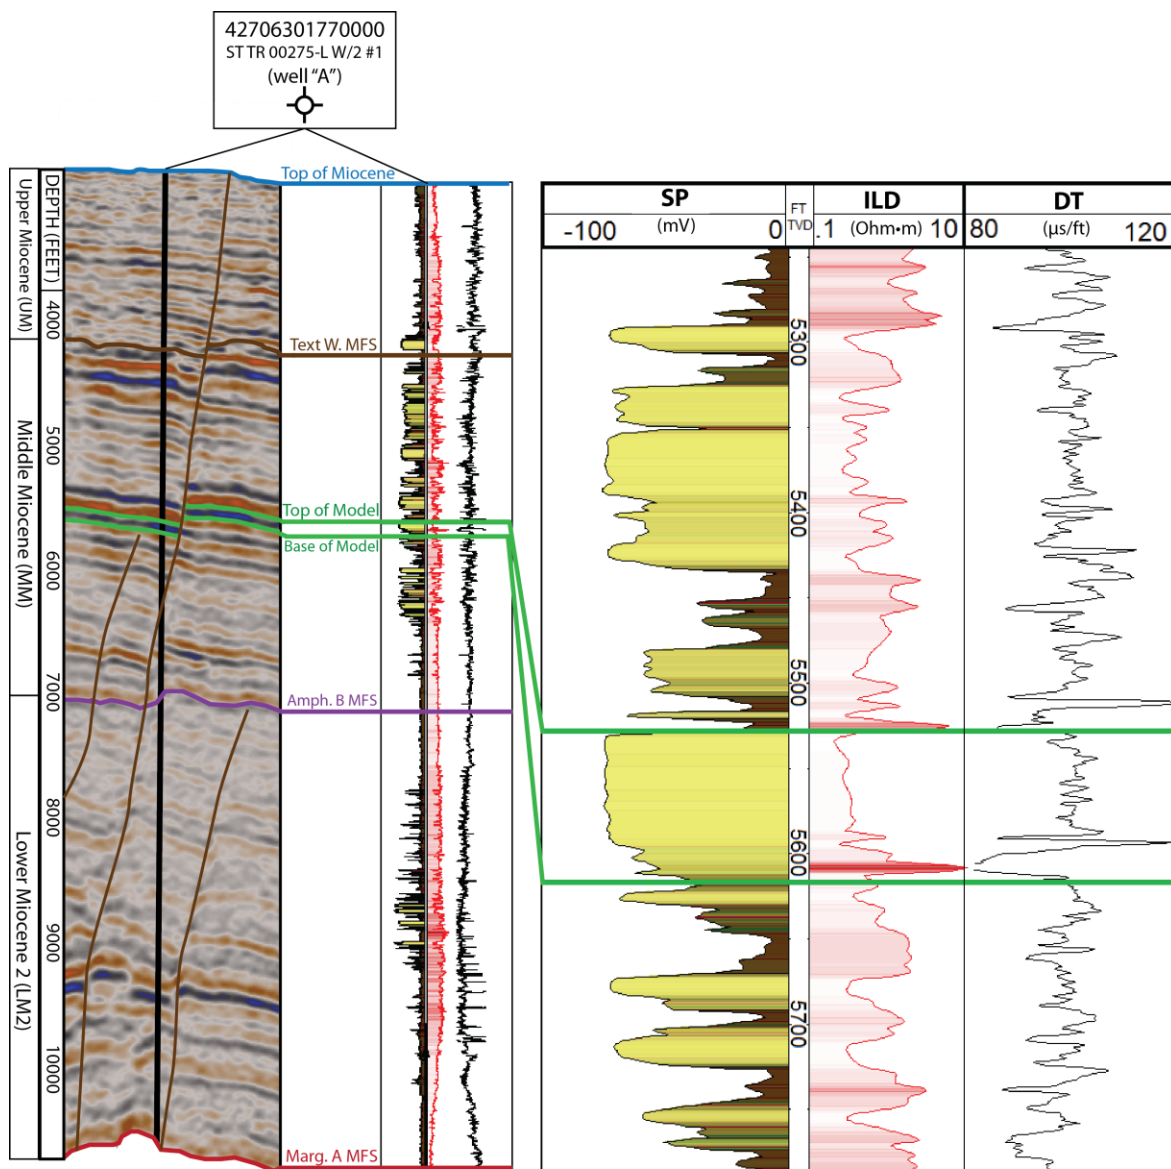 42706301770000
ST TR 00275-L W/2 #1
(well "A")
Upper Miocene (UM)
Middle Miocene (MM)
Lower Miocene 2 (LM2)
DEPTH (FEET)
4000
5000
6000
7000
8000
9000
10000
Top of Miocene
Text W. MFS
Top of Model
Base of Model
Amph. B MFS
Marg. A MFS
SP
(mV)
-100 0
FT
TVD
ILD
.1 (Ohm•m) 10
DT
80 (µs/ft) 120
5300
5400
5500
5600
5700